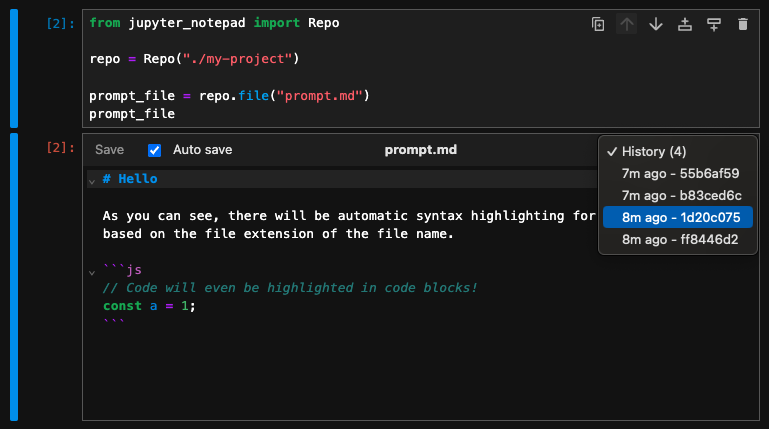 [2]:
from jupyter_notepad import Repo
repo = Repo("./my-project")
prompt_file = repo.file("prompt.md")
prompt_file
[2]:
Save Auto save prompt.md
History (4)
7m ago - 55b6af59
7m ago - b83ced6c
8m ago - 1d20c075
8m ago - ff8446d2
# Hello
As you can see, there will be automatic syntax highlighting for
based on the file extension of the file name.
```js
// Code will even be highlighted in code blocks!
const a = 1;
```